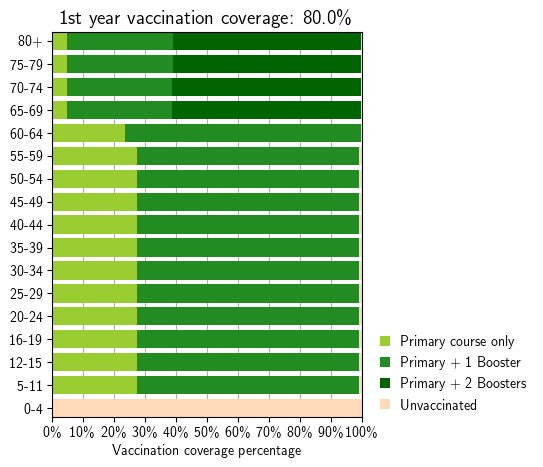 1st year vaccination coverage: 80.0%
80+
75-79
70-74
65-69
60-64
55-59
50-54
45-49
40-44
35-39
30-34
25-29
20-24
16-19
12-15
5-11
0-4
0% 10% 20% 30% 40% 50% 60% 70% 80% 90% 100%
Vaccination coverage percentage
Primary course only
Primary + 1 Booster
Primary + 2 Boosters
Unvaccinated